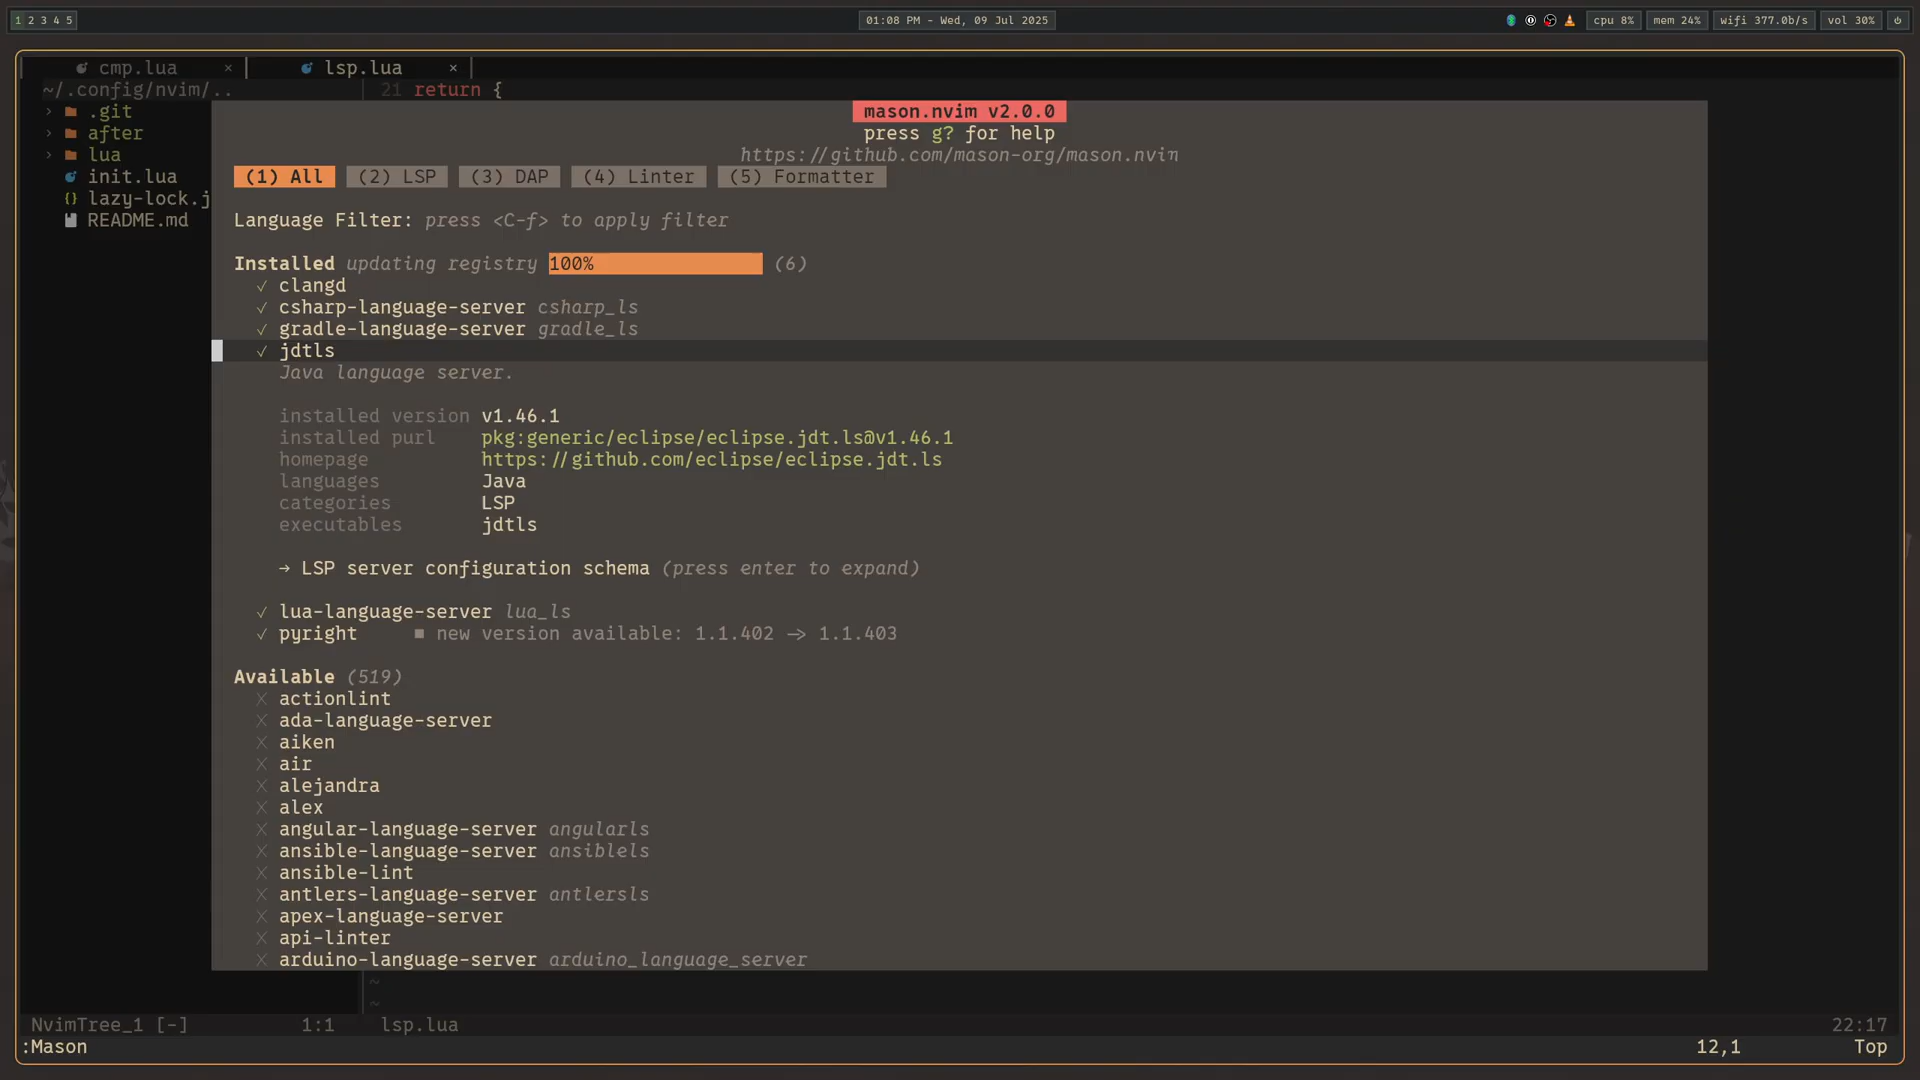 1 2 3 4 5
01:08 PM - Wed, 09 Jul 2025
cpu 8%
mem 24%
wifi 377.0b/s
vol 30%
cmp.lua ×
lsp.lua ×
~/.config/nvim/..
21 return {
> .git
> after
> lua
init.lua
{} lazy-lock.j
README.md
mason.nvim v2.0.0
press g? for help
https://github.com/mason-org/mason.nvim
(1) All (2) LSP (3) DAP (4) Linter (5) Formatter
Language Filter: press <C-f> to apply filter
Installed updating registry 100% (6)
✓ clangd
✓ csharp-language-server csharp_ls
✓ gradle-language-server gradle_ls
✓ jdtls
Java language server.
installed version v1.46.1
installed purl pkg:generic/eclipse/eclipse.jdt.ls@v1.46.1
homepage https://github.com/eclipse/eclipse.jdt.ls
languages Java
categories LSP
executables jdtls
→ LSP server configuration schema (press enter to expand)
✓ lua-language-server lua_ls
✓ pyright ■ new version available: 1.1.402 -> 1.1.403
Available (519)
X actionlint
X ada-language-server
X aiken
X air
X alejandra
X alex
X angular-language-server angularls
X ansible-language-server ansiblels
X ansible-lint
X antlers-language-server antlersls
X apex-language-server
X api-linter
X arduino-language-server arduino_language_server
~
~
NvimTree_1 [-] 1:1 lsp.lua 22:17
:Mason 12,1 Top